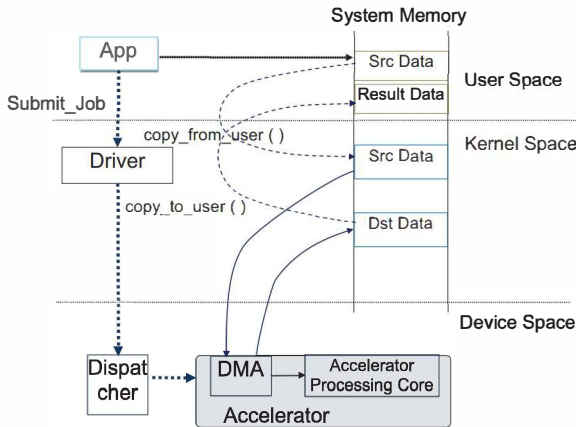 System Memory
App
Src Data
User Space
Result Data
Submit_Job
copy_from_user ( )
Kernel Space
Driver
Src Data
copy_to_user ( )
Dst Data
Device Space
Dispat
cher
DMA
Accelerator
Processing Core
Accelerator